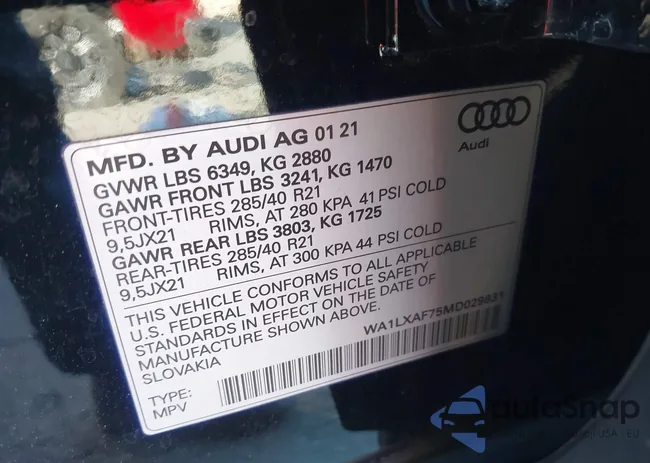 MFD. BY AUDI AG 01 21
Audi
GVWR LBS 6349, KG 2880
GAWR FRONT LBS 3241, KG 1470
FRONT-TIRES 285/40 R21
9,5JX21 RIMS, AT 280 KPA 41 PSI COLD
GAWR REAR LBS 3803, KG 1725
REAR-TIRES 285/40 R21
9,5JX21 RIMS, AT 300 KPA 44 PSI COLD
THIS VEHICLE CONFORMS TO ALL APPLICABLE
U.S. FEDERAL MOTOR VEHICLE SAFETY
STANDARDS IN EFFECT ON THE DATE OF
MANUFACTURE SHOWN ABOVE.
SLOVAKIA
WA1LXAF75MD029831
TYPE:
MPV
autoSnap